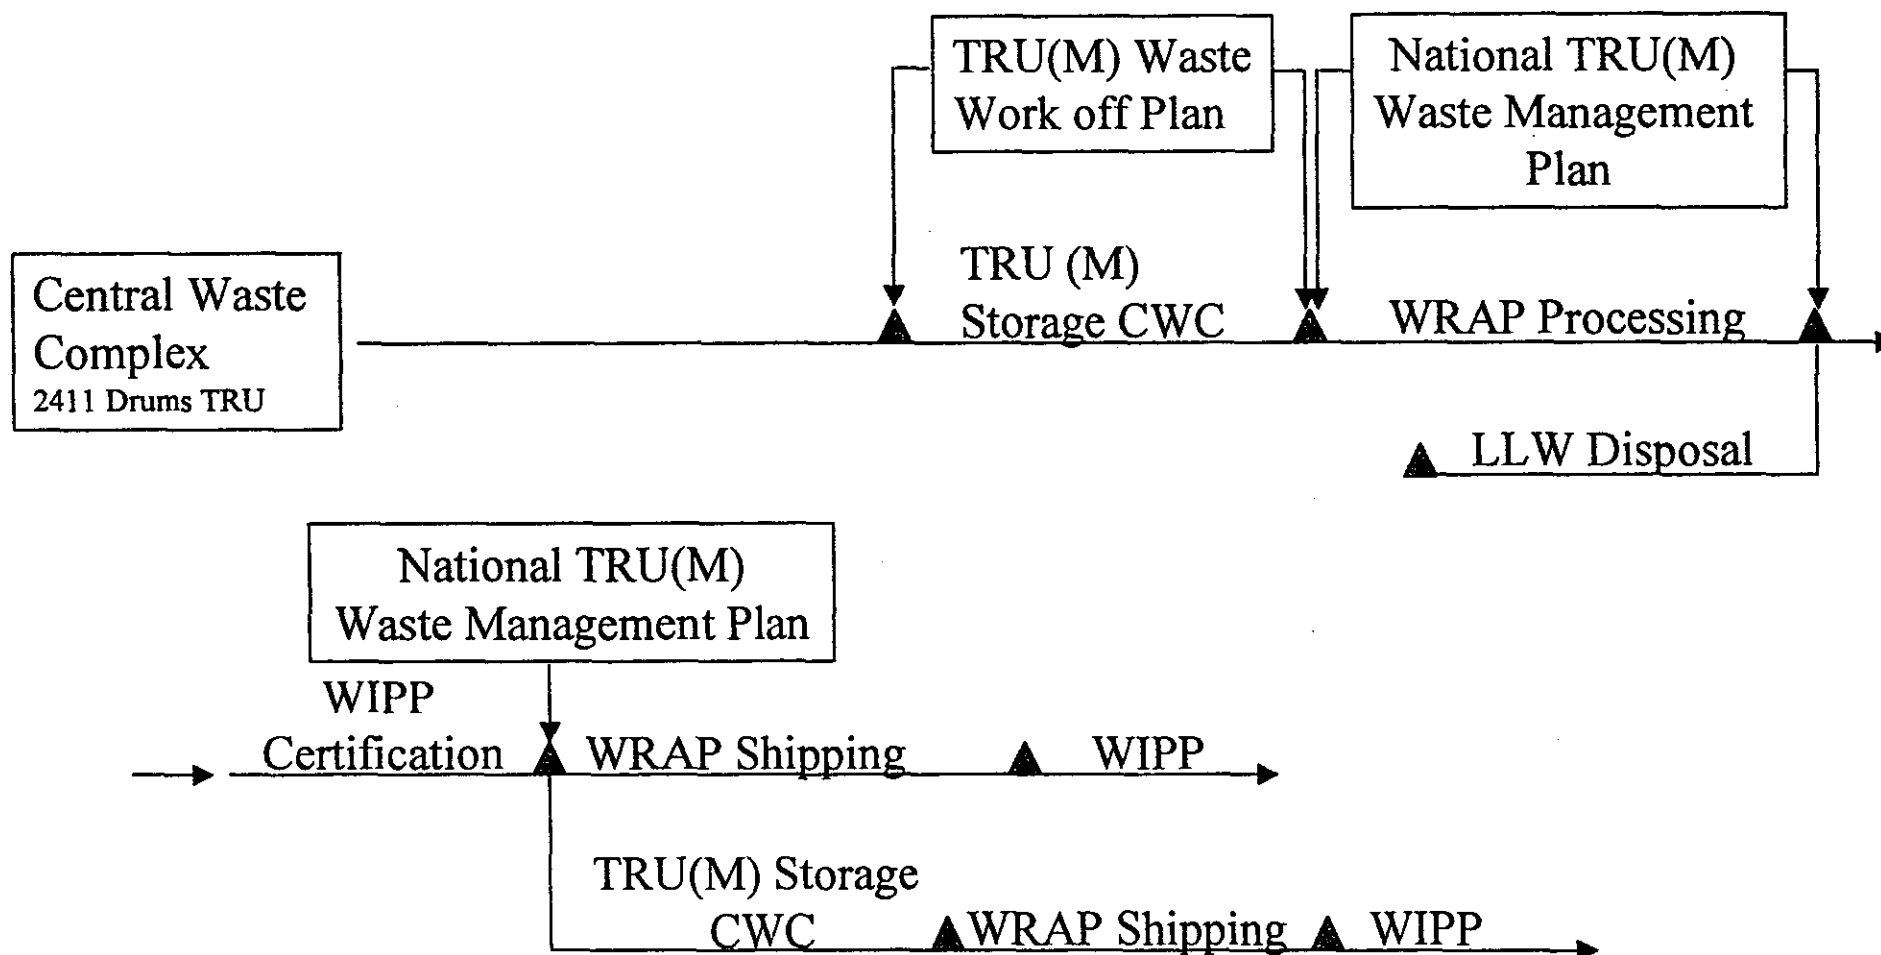 TRU(M) Waste
Work off Plan
National TRU(M)
Waste Management
Plan
Central Waste
Complex
2411 Drums TRU
TRU (M)
Storage CWC
WRAP Processing
LLW Disposal
National TRU(M)
Waste Management Plan
WIPP
Certification
WRAP Shipping
WIPP
TRU(M) Storage
CWC
WRAP Shipping
WIPP